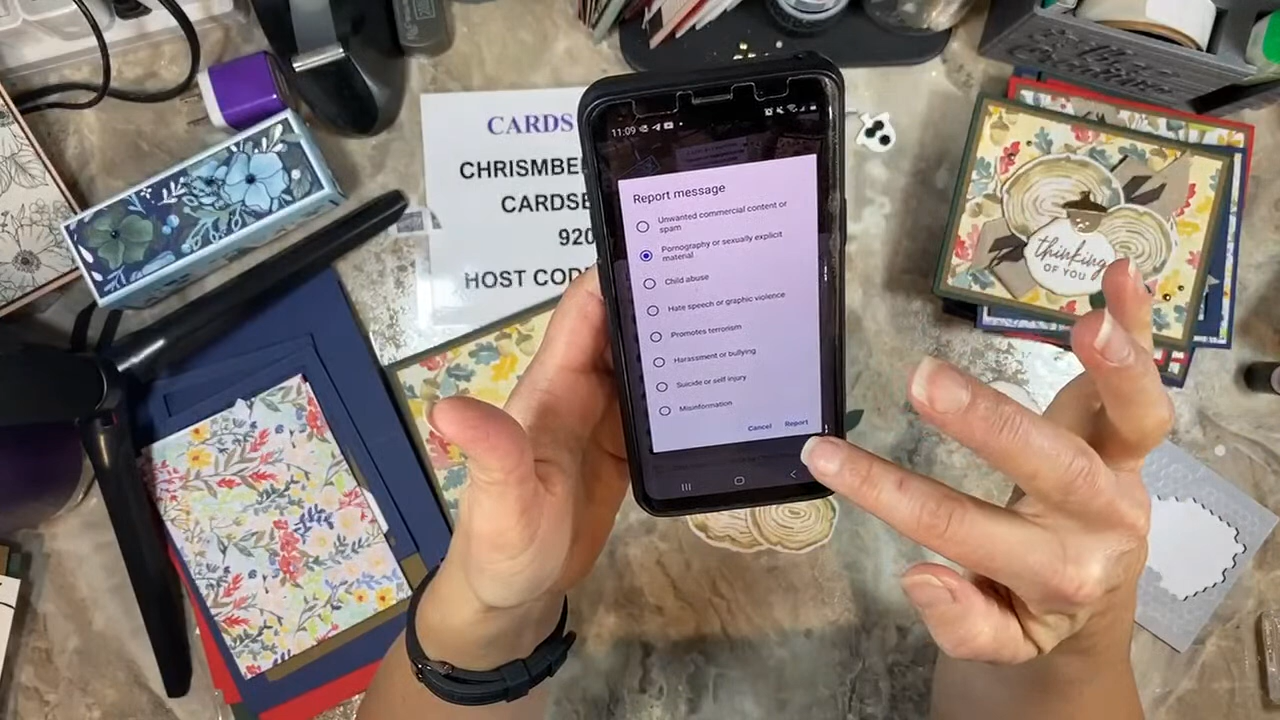 CARDS
CHRISMBE
CARDSB
920
HOST COD
11:09
Report message
Unwanted commercial content or
spam
Pornography or sexually explicit
material
Child abuse
Hate speech or graphic violence
Promotes terrorism
Harassment or bullying
Suicide or self injury
Misinformation
Cancel Report
thinking
OF YOU